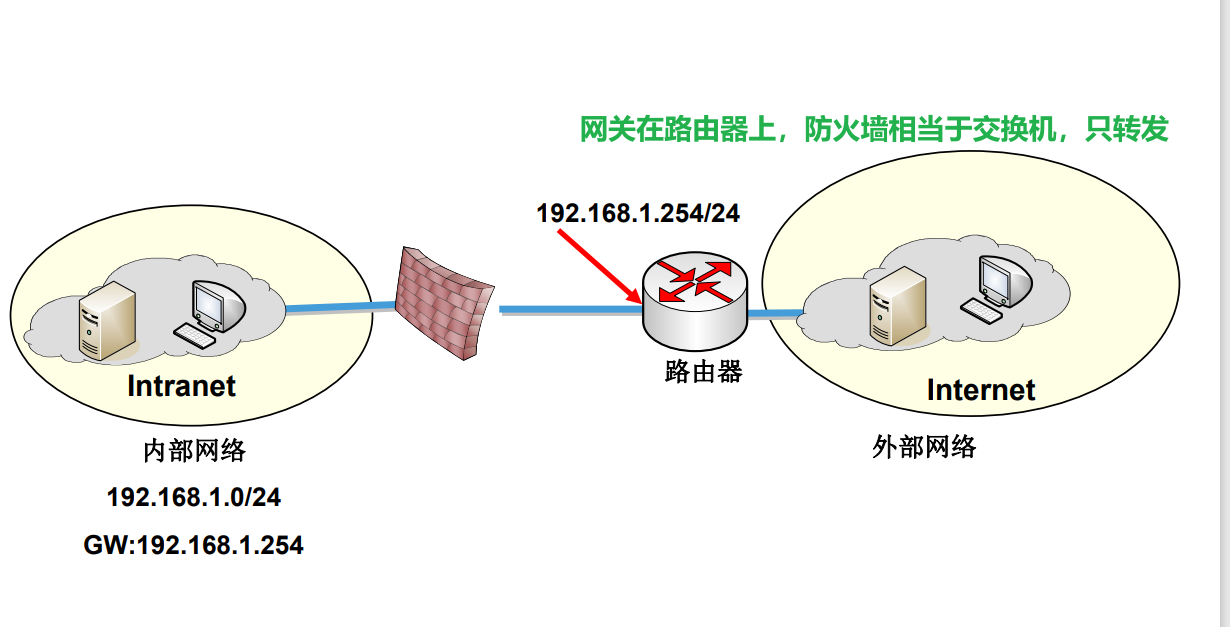 网关在路由器上，防火墙相当于交换机，只转发
192.168.1.254/24
路由器
Intranet
Internet
内部网络
外部网络
192.168.1.0/24
GW:192.168.1.254